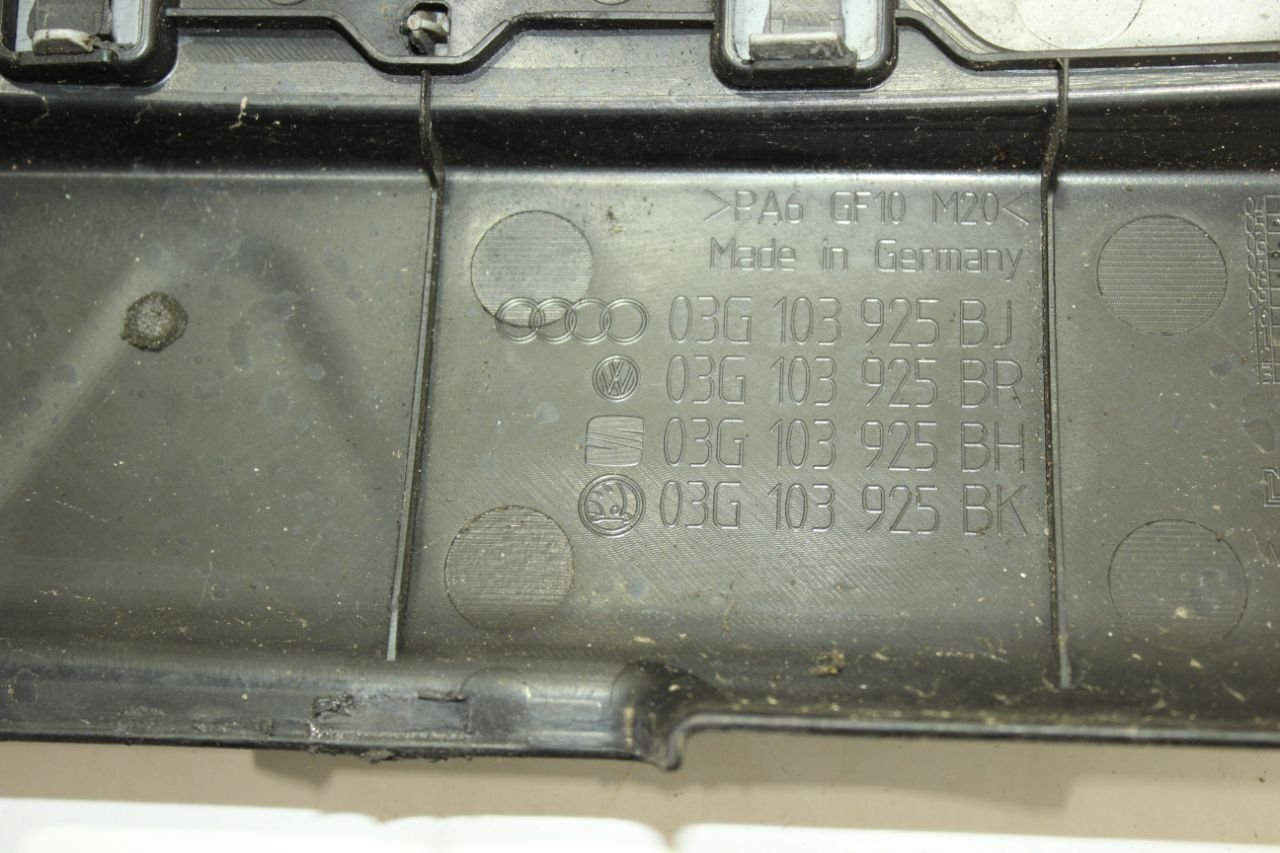 >PA6 GF10 M20<
Made in Germany
03G 103 925 BJ
03G 103 925 BR
03G 103 925 BH
03G 103 925 BK